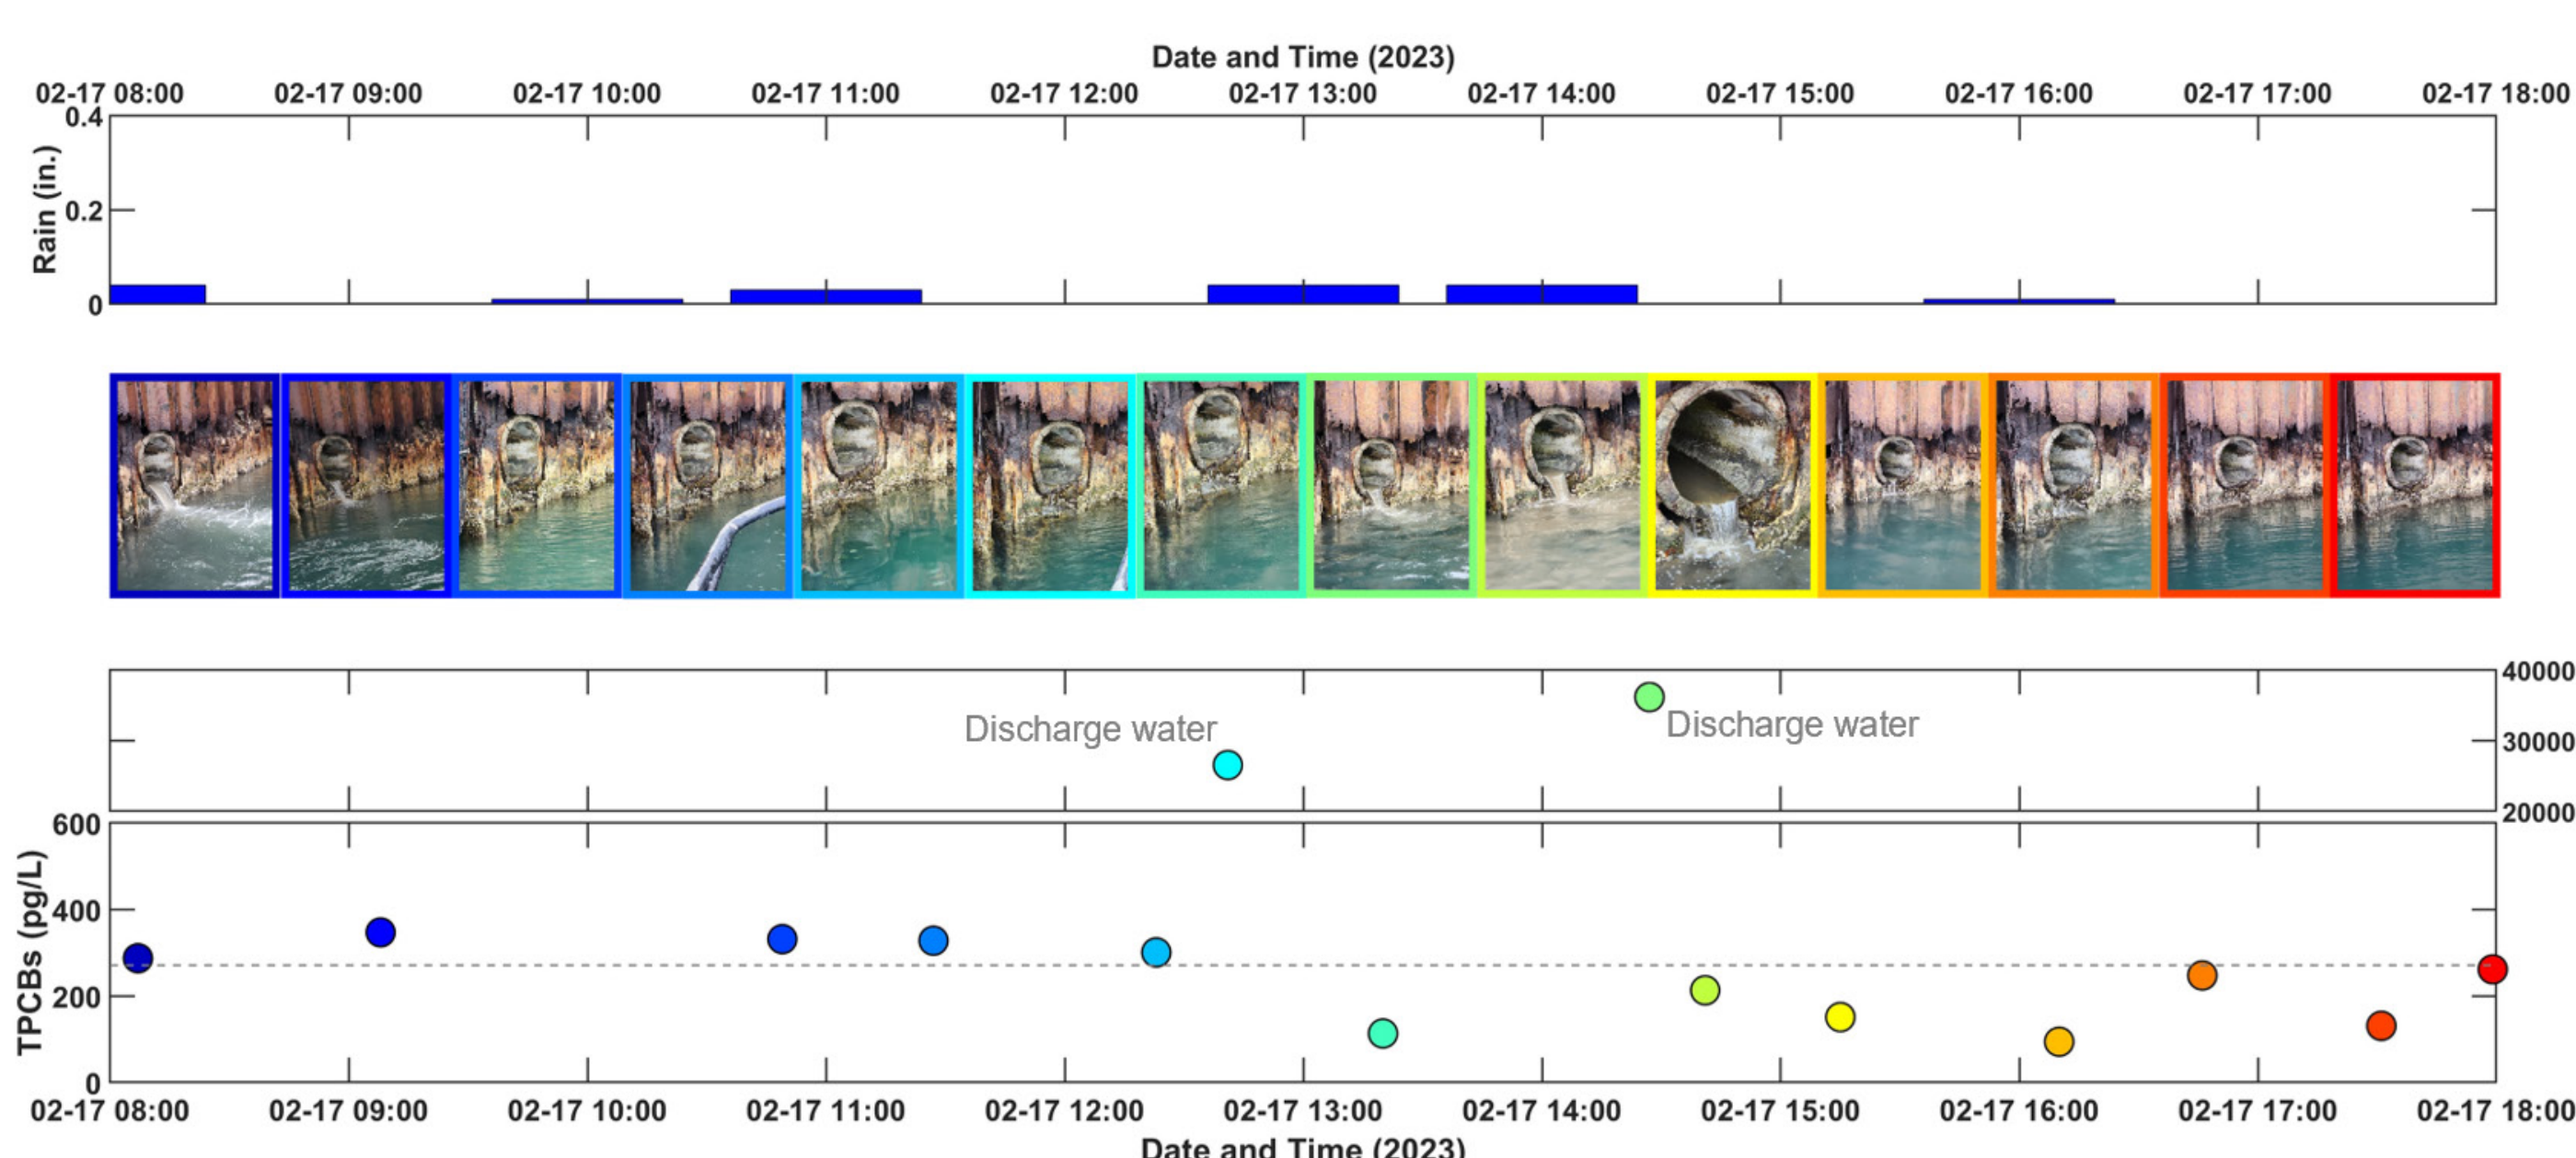 Date and Time (2023)
02-17 08:00 02-17 09:00 02-17 10:00 02-17 11:00 02-17 12:00 02-17 13:00 02-17 14:00 02-17 15:00 02-17 16:00 02-17 17:00 02-17 18:00
0.4
Rain (in.)
0.2
0
40000
Discharge water
Discharge water
30000
20000
600
TPCBs (pg/L)
400
200
0
02-17 08:00 02-17 09:00 02-17 10:00 02-17 11:00 02-17 12:00 02-17 13:00 02-17 14:00 02-17 15:00 02-17 16:00 02-17 17:00 02-17 18:00
Date and Time (2023)